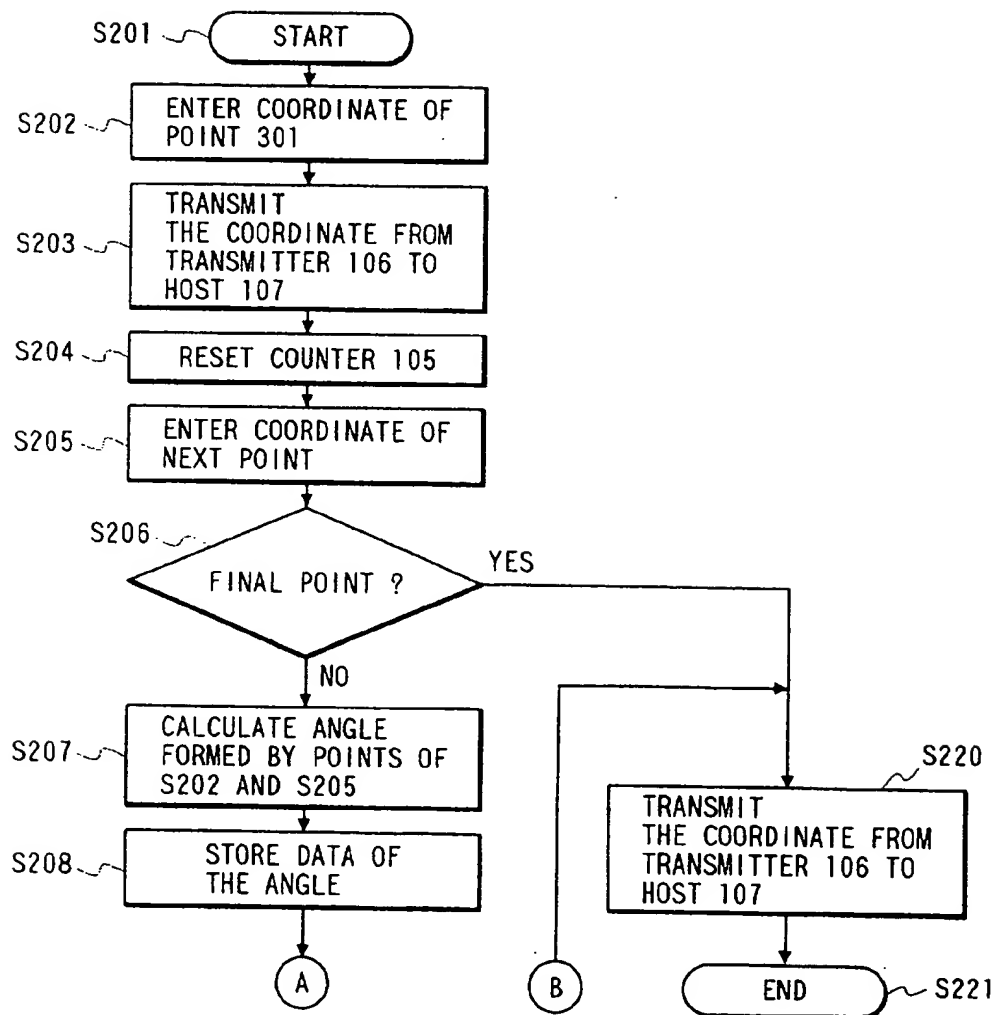 S201
START
S202
ENTER COORDINATE OF
POINT 301
S203
TRANSMIT
THE COORDINATE FROM
TRANSMITTER 106 TO
HOST 107
S204
RESET COUNTER 105
S205
ENTER COORDINATE OF
NEXT POINT
S206
FINAL POINT ?
YES
NO
S207
CALCULATE ANGLE
FORMED BY POINTS OF
S202 AND S205
S208
STORE DATA OF
THE ANGLE
A
B
S220
TRANSMIT
THE COORDINATE FROM
TRANSMITTER 106 TO
HOST 107
END
S221